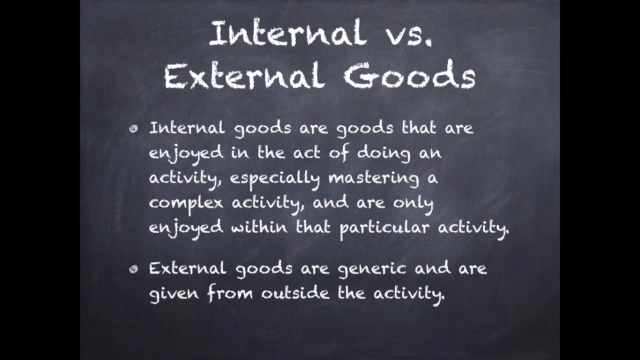 Internal vs.
External Goods
Internal goods are goods that are
enjoyed in the act of doing an
activity, especially mastering a
complex activity, and are only
enjoyed within that particular activity.
External goods are generic and are
given from outside the activity.